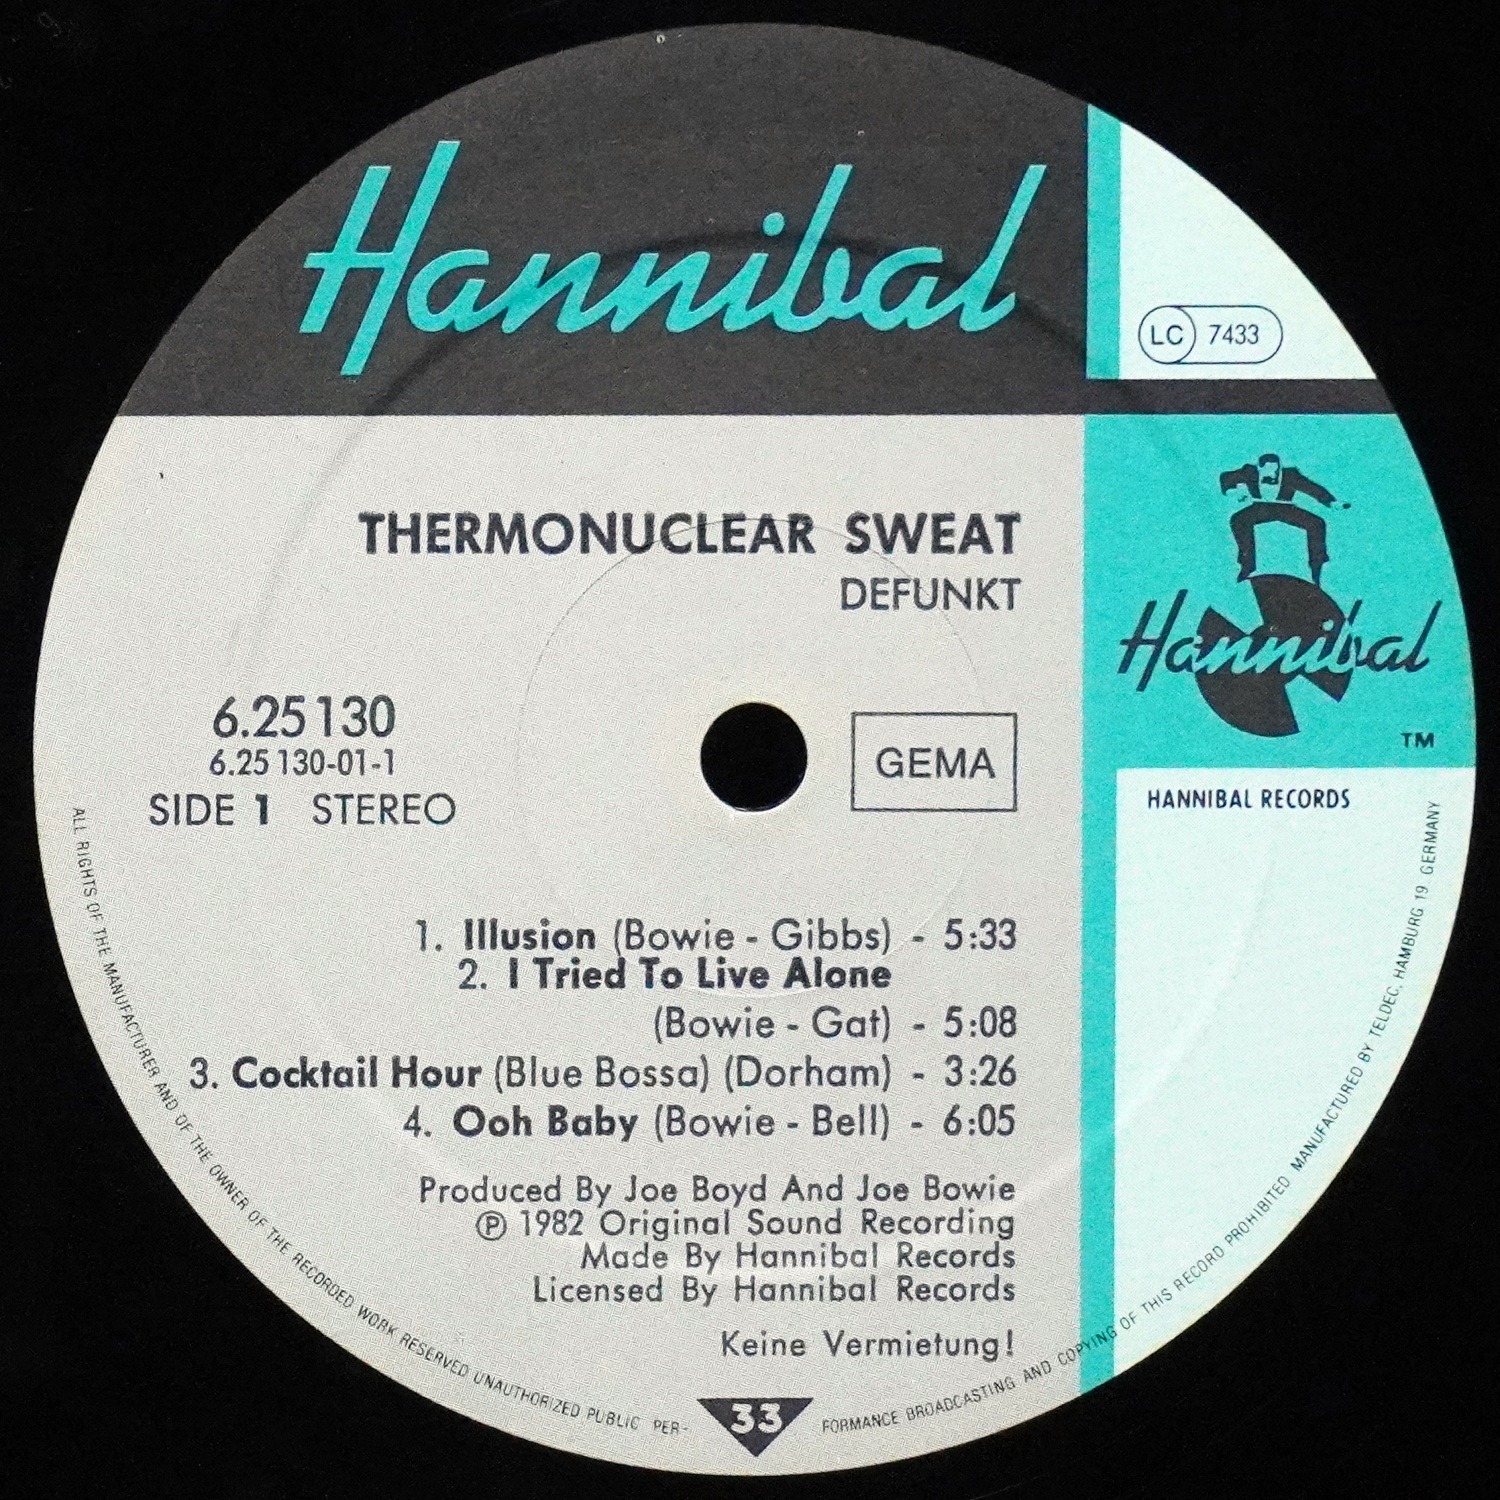 Hannibal
LC 7433
THERMONUCLEAR SWEAT
DEFUNKT
Hannibal
TM
6.25130
6.25130-01-1
SIDE 1 STEREO
GEMA
HANNIBAL RECORDS
1. Illusion (Bowie - Gibbs) - 5:33
2. I Tried To Live Alone
(Bowie - Gat) - 5:08
3. Cocktail Hour (Blue Bossa) (Dorham) - 3:26
4. Ooh Baby (Bowie - Bell) - 6:05
Produced By Joe Boyd And Joe Bowie
Ⓟ 1982 Original Sound Recording
Made By Hannibal Records
Licensed By Hannibal Records
Keine Vermietung!
33
ALL RIGHTS OF THE MANUFACTURER AND OF THE OWNER OF THE RECORDED WORK RESERVED UNAUTHORIZED PUBLIC PER-FORMANCE BROADCASTING AND COPYING OF THIS RECORD PROHIBITED MANUFACTURED BY TELDEC, HAMBURG 19 GERMANY